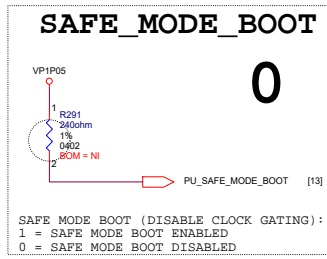 SAFE_MODE_BOOT
0
VP1P05
1
R291
240ohm
1%
0402
BOM = NI
2
PU_SAFE_MODE_BOOT [13]
SAFE MODE BOOT (DISABLE CLOCK GATING):
1 = SAFE MODE BOOT ENABLED
0 = SAFE MODE BOOT DISABLED